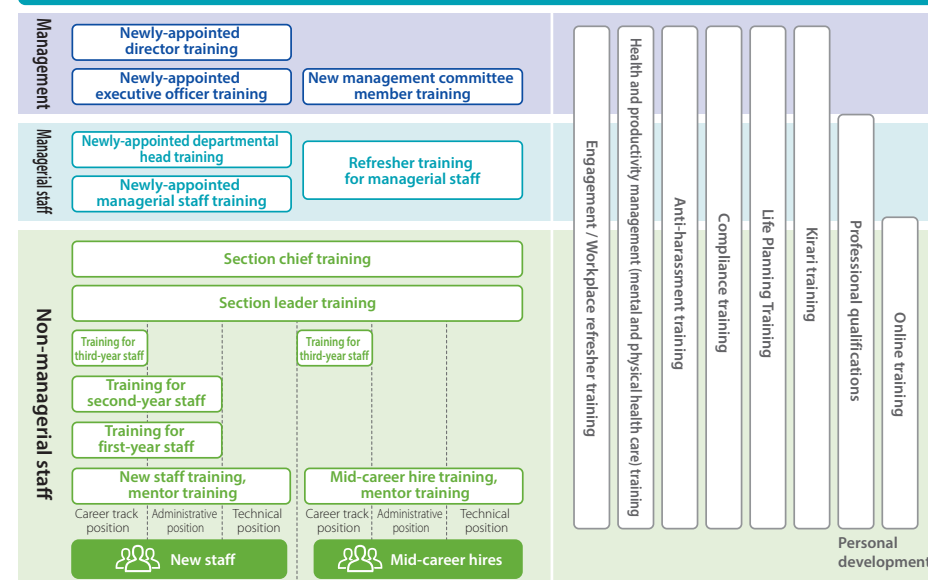 Management
Newly-appointed
director training
Newly-appointed
executive officer training
New management committee
member training
Managerial staff
Newly-appointed departmental
head training
Newly-appointed
managerial staff training
Refresher training
for managerial staff
Non-managerial staff
Section chief training
Section leader training
Training for
third-year staff
Training for
third-year staff
Training for
second-year staff
Training for
first-year staff
New staff training,
mentor training
Mid-career hire training,
mentor training
Career track
position
Administrative
position
Technical
position
Career track
position
Administrative
position
Technical
position
New staff
Mid-career hires
Engagement / Workplace refresher training
Health and productivity management (mental and physical health care) training
Anti-harassment training
Compliance training
Life Planning Training
Kirari training
Professional qualifications
Online training
Personal
development